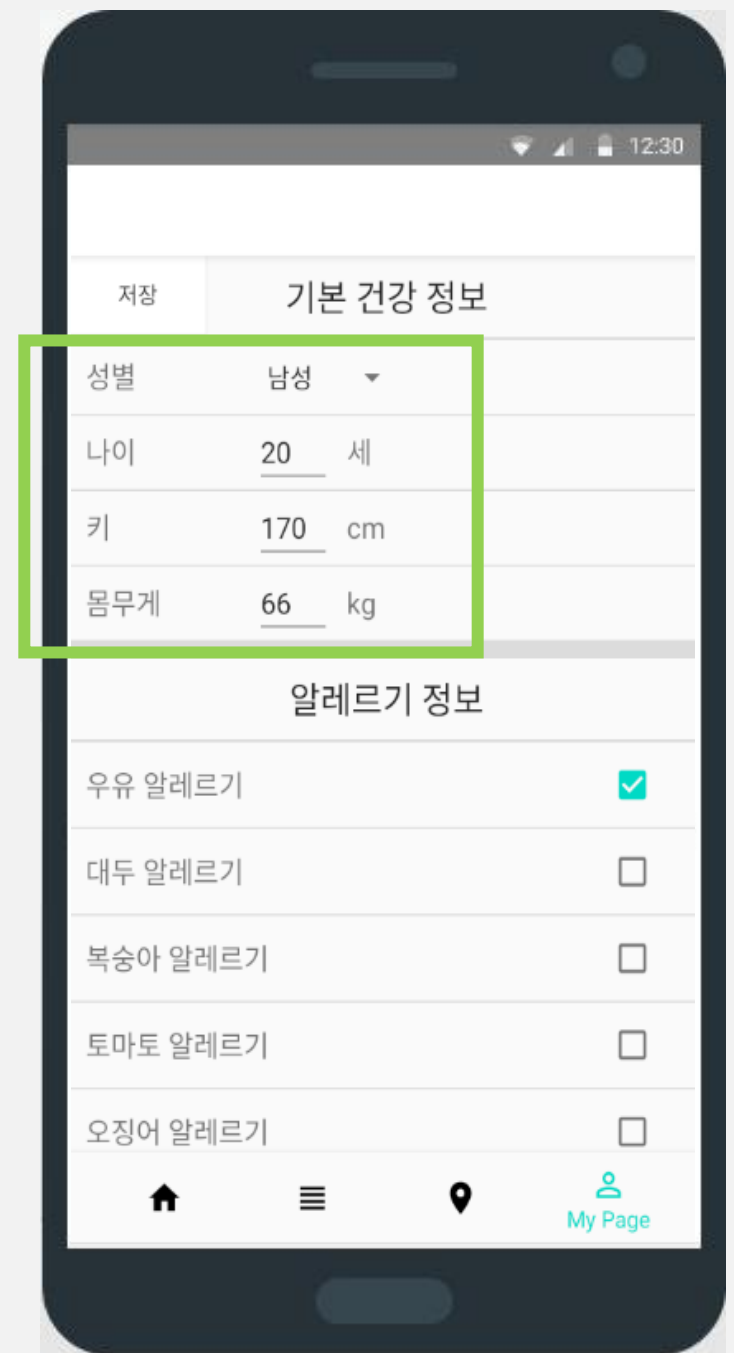 12:30
저장 기본 건강 정보
성별 남성
나이 20 세
키 170 cm
몸무게 66 kg
알레르기 정보
우유 알레르기
대두 알레르기
복숭아 알레르기
토마토 알레르기
오징어 알레르기
My Page